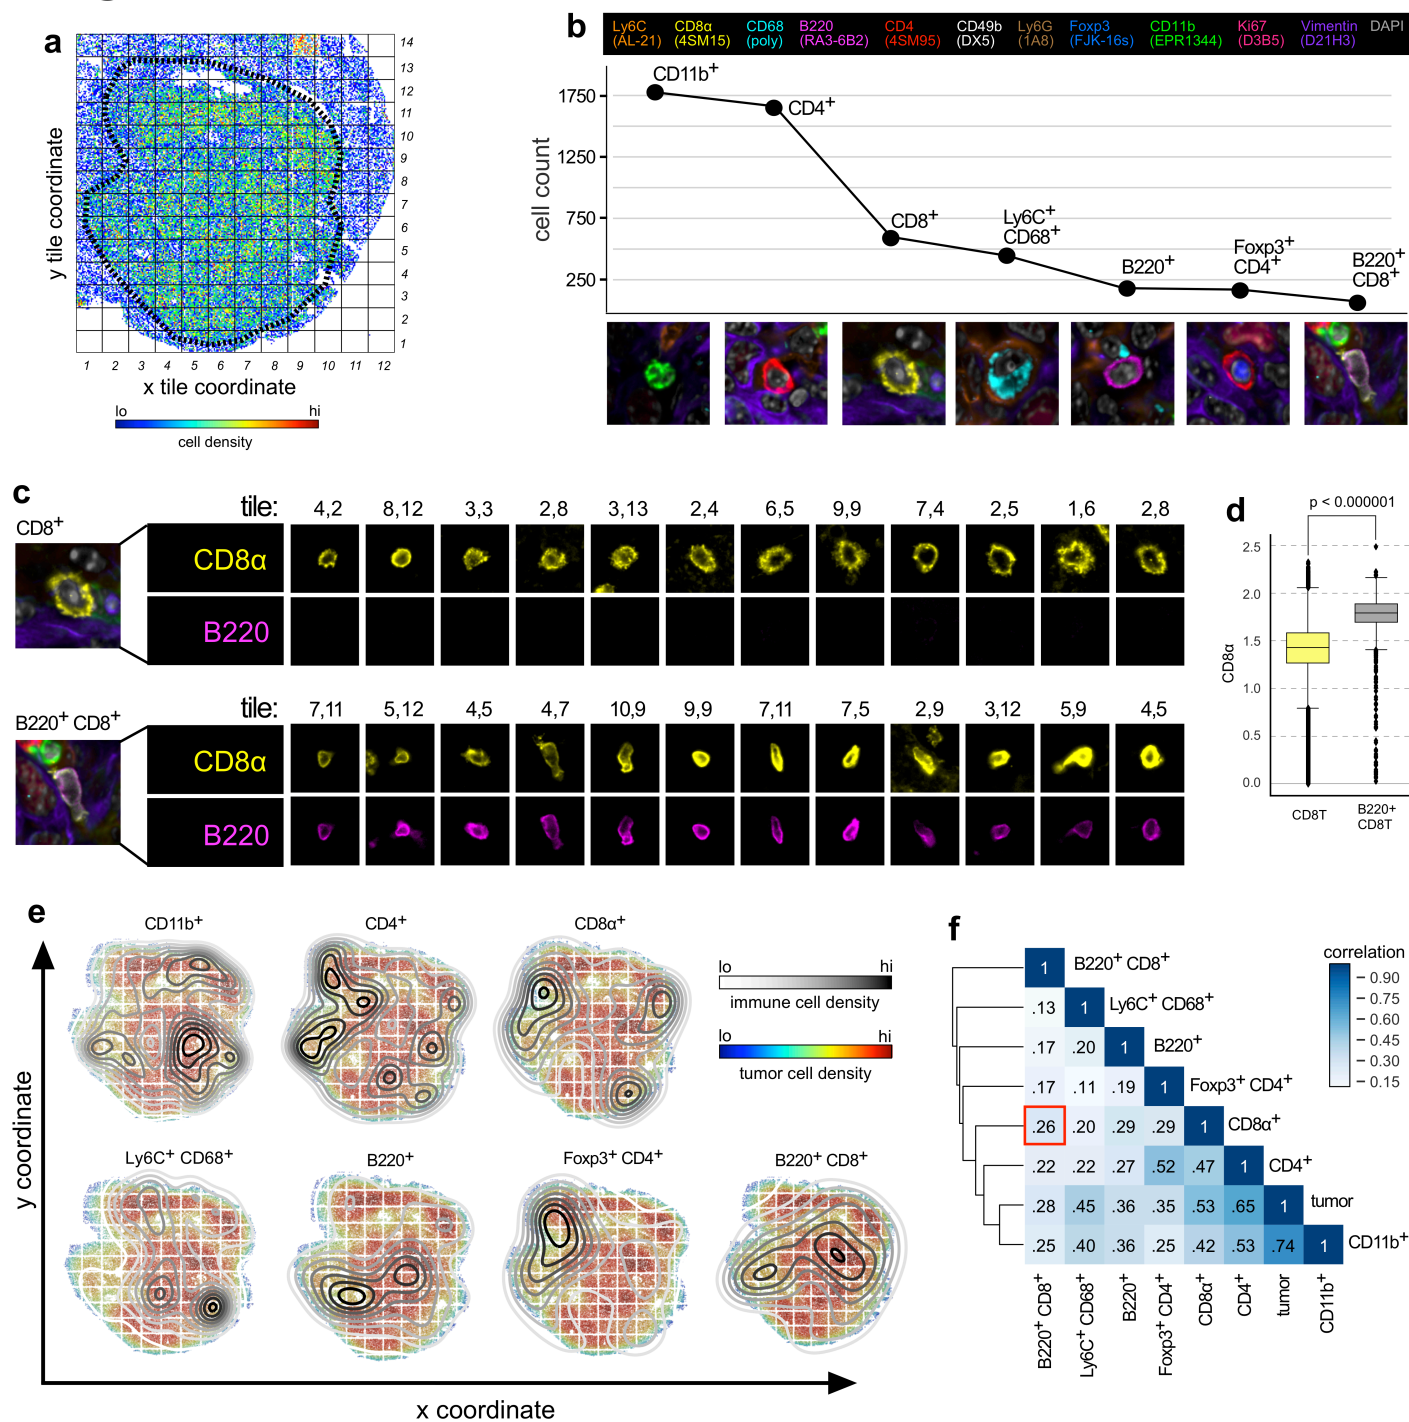 a
14
13
12
11
10
9
8
7
6
5
4
3
2
1
y tile coordinate
1 2 3 4 5 6 7 8 9 10 11 12
x tile coordinate
lo hi
cell density
b
Ly6C CD8α CD68 B220 CD4 CD49b Ly6G Foxp3 CD11b Ki67 Vimentin DAPI
(AL-21) (4SM15) (poly) (RA3-6B2) (4SM95) (DX5) (1A8) (FJK-16s) (EPR1344) (D3B5) (D21H3)
cell count
1750
1250
750
250
CD11b+
CD4+
CD8+
Ly6C+
CD68+
B220+
Foxp3+
CD4+
B220+
CD8+
c
CD8+
tile: 4,2 8,12 3,3 2,8 3,13 2,4 6,5 9,9 7,4 2,5 1,6 2,8
CD8α
B220
B220+ CD8+
tile: 7,11 5,12 4,5 4,7 10,9 9,9 7,11 7,5 2,9 3,12 5,9 4,5
CD8α
B220
d
p < 0.000001
CD8α
2.5
2.0
1.5
1.0
0.5
0.0
CD8T B220+
CD8T
e
CD11b+ CD4+ CD8α+
lo hi
immune cell density
lo hi
tumor cell density
Ly6C+ CD68+ B220+ Foxp3+ CD4+ B220+ CD8+
y coordinate
x coordinate
f
correlation
0.90
0.75
0.60
0.45
0.30
0.15
1 B220+ CD8+
.13 1 Ly6C+ CD68+
.17 .20 1 B220+
.17 .11 .19 1 Foxp3+ CD4+
.26 .20 .29 .29 1 CD8α+
.22 .22 .27 .52 .47 1 CD4+
.28 .45 .36 .35 .53 .65 1 tumor
.25 .40 .36 .25 .42 .53 .74 1 CD11b+
B220+ CD8+
Ly6C+ CD68+
B220+
Foxp3+ CD4+
CD8α+
CD4+
tumor
CD11b+